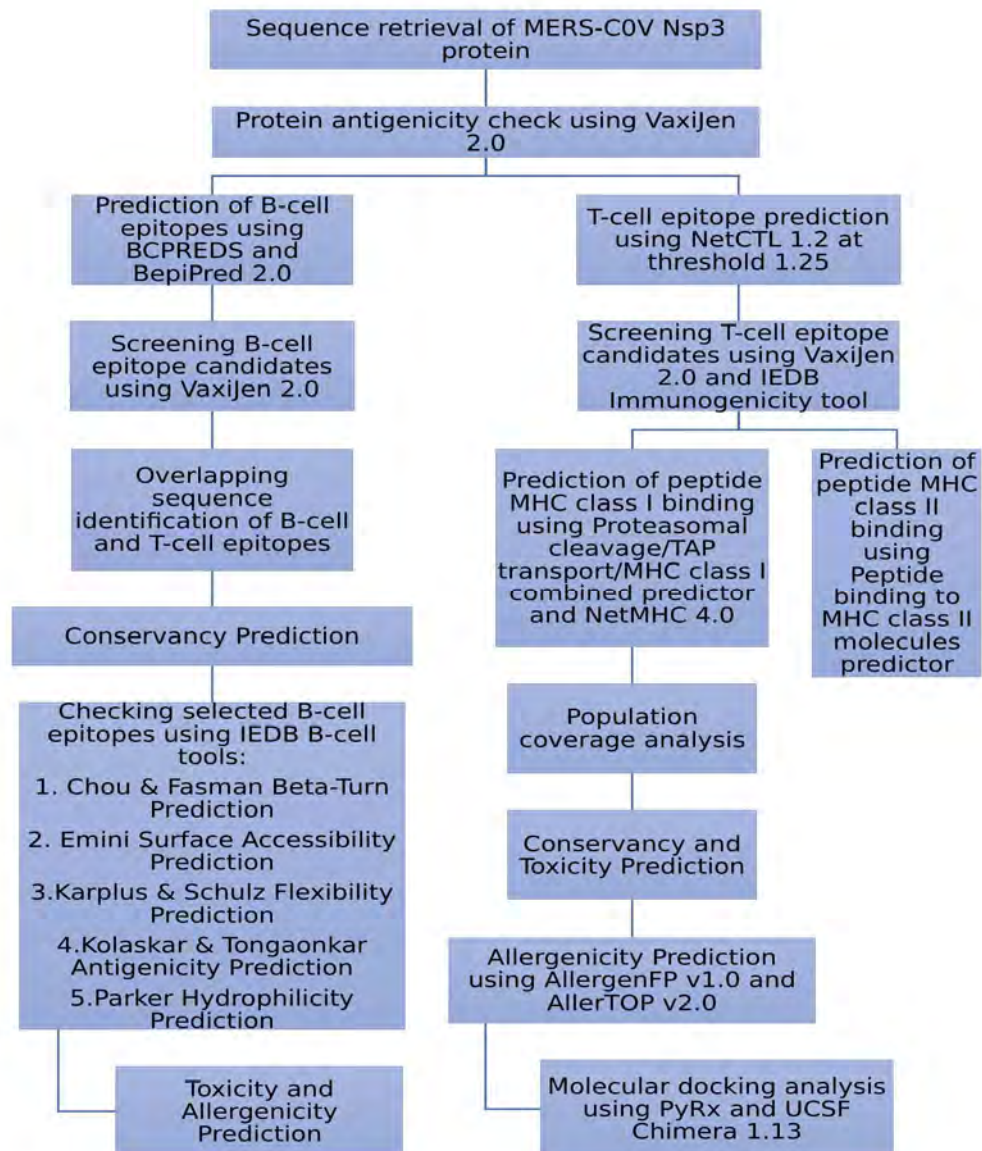 Sequence retrieval of MERS-C0V Nsp3
protein
Protein antigenicity check using VaxiJen
2.0
Prediction of B-cell
epitopes using
BCPREDS and
BepiPred 2.0
Screening B-cell
epitope candidates
using VaxiJen 2.0
Overlapping
sequence
identification of B-cell
and T-cell epitopes
Conservancy Prediction
Checking selected B-cell
epitopes using IEDB B-cell
tools:
1. Chou & Fasman Beta-Turn
Prediction
2. Emini Surface Accessibility
Prediction
3.Karplus & Schulz Flexibility
Prediction
4.Kolaskar & Tongaonkar
Antigenicity Prediction
5.Parker Hydrophilicity
Prediction
Toxicity and
Allergenicity
Prediction
T-cell epitope prediction
using NetCTL 1.2 at
threshold 1.25
Screening T-cell epitope
candidates using VaxiJen
2.0 and IEDB
Immunogenicity tool
Prediction of peptide
MHC class I binding
using Proteasomal
cleavage/TAP
transport/MHC class I
combined predictor
and NetMHC 4.0
Prediction of
peptide MHC
class II
binding
using
Peptide
binding to
MHC class II
molecules
predictor
Population
coverage analysis
Conservancy and
Toxicity Prediction
Allergenicity Prediction
using AllergenFP v1.0 and
AllerTOP v2.0
Molecular docking analysis
using PyRx and UCSF
Chimera 1.13